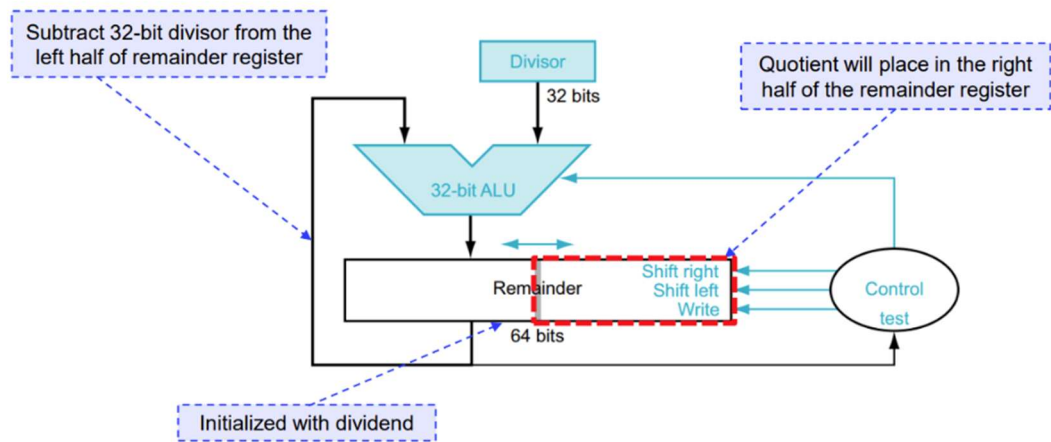 Subtract 32-bit divisor from the
left half of remainder register
Divisor
32 bits
Quotient will place in the right
half of the remainder register
32-bit ALU
Remainder
Shift right
Shift left
Write
Control
test
64 bits
Initialized with dividend